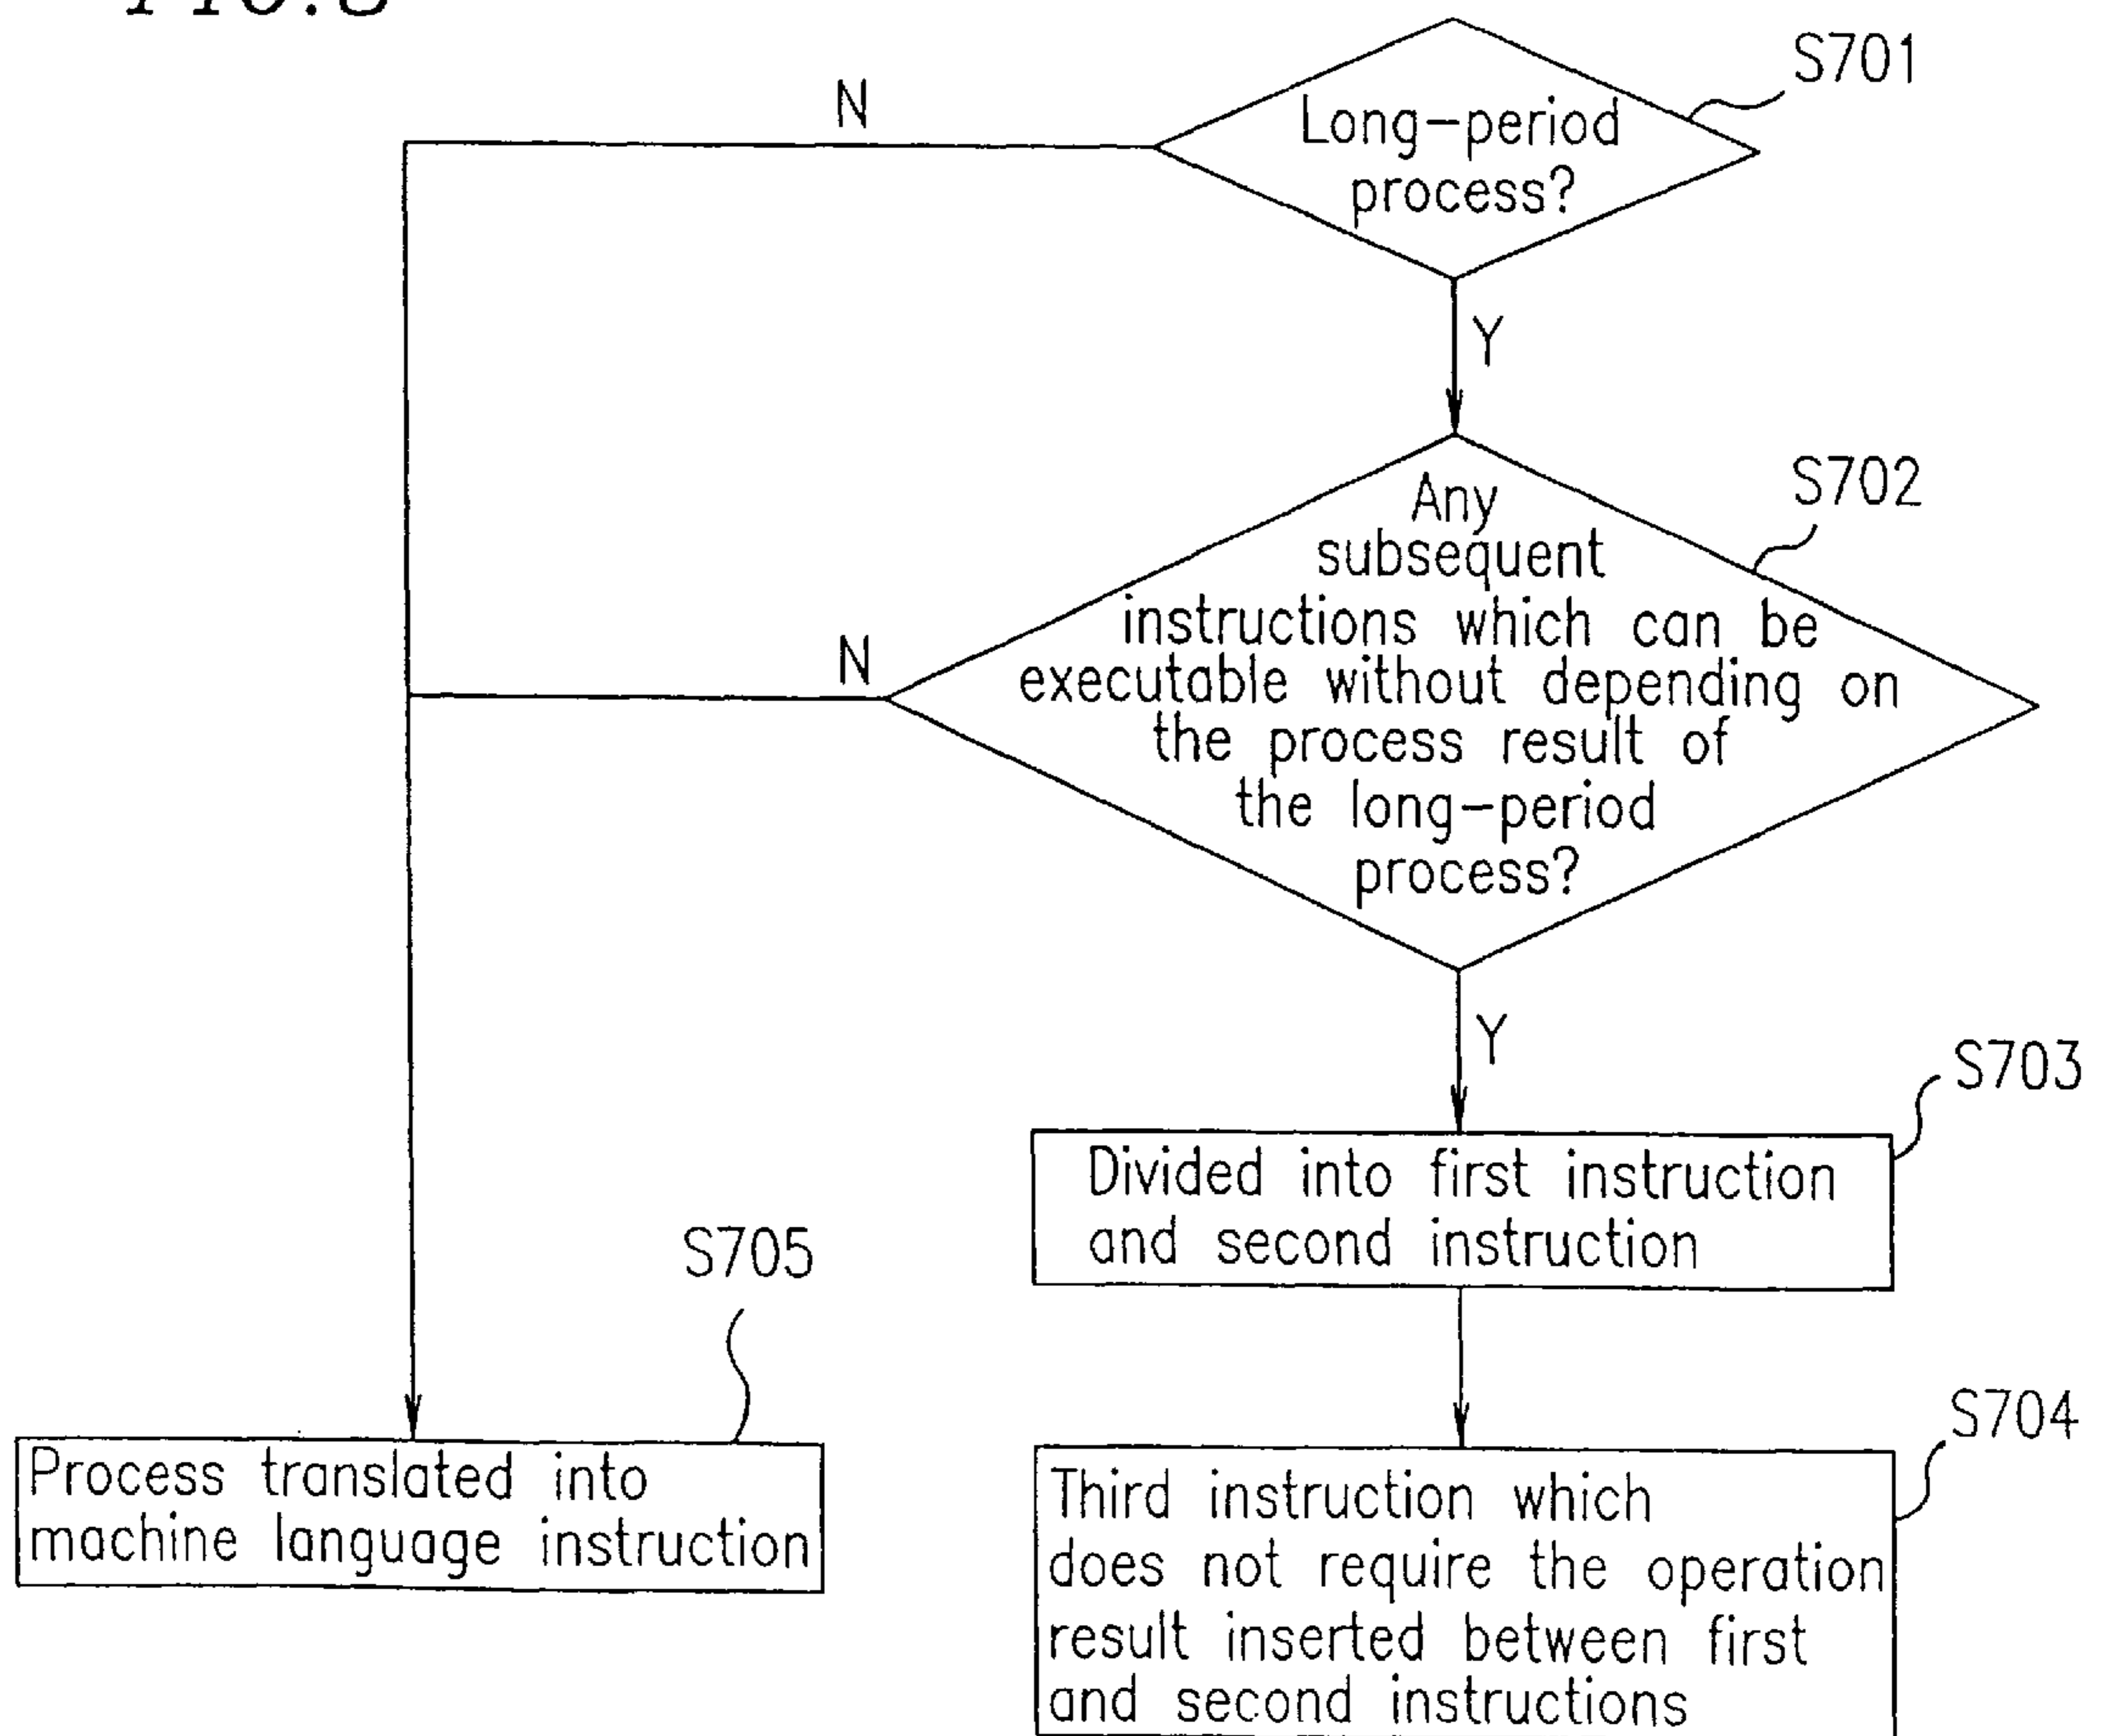 N
S701
Long-period
process?
Y
S702
Any
subsequent
instructions which can be
executable without depending on
the process result of
the long-period
process?
N
Y
S703
Divided into first instruction
and second instruction
S705
Process translated into
machine language instruction
S704
Third instruction which
does not require the operation
result inserted between first
and second instructions